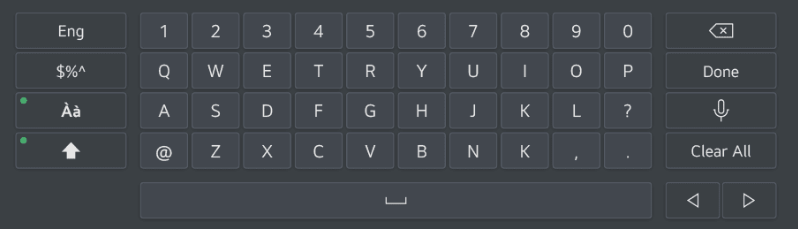 Eng 1 2 3 4 5 6 7 8 9 0
$%^ Q W E T R Y U I O P Done
Àà A S D F G H J K L ?
@ Z X C V B N K , . Clear All